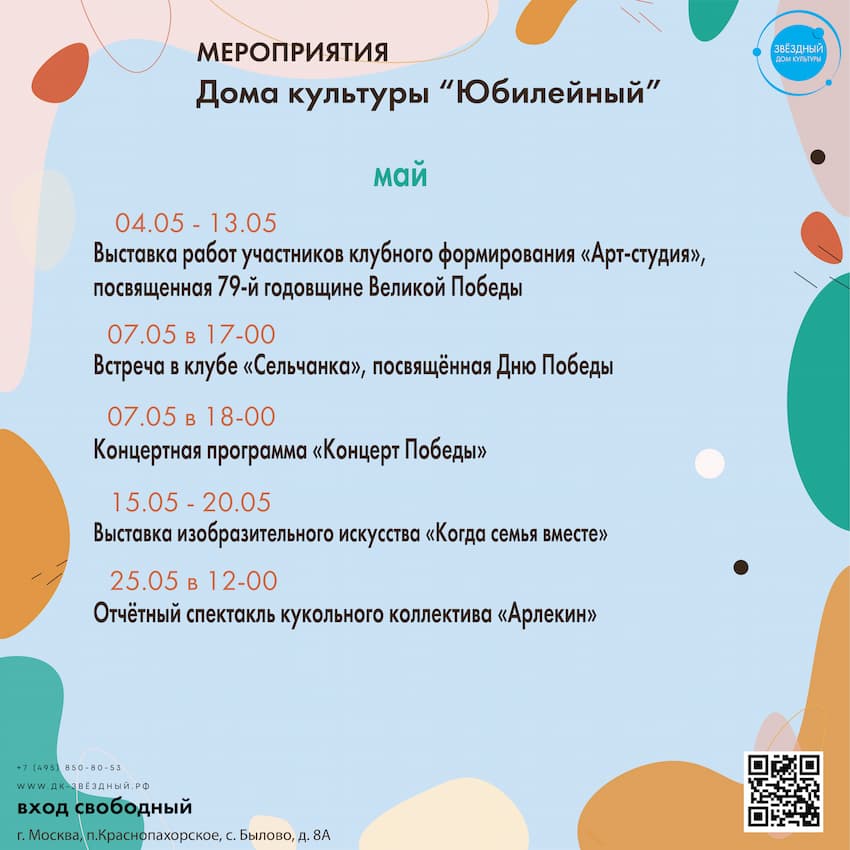 МЕРОПРИЯТИЯ
Дома культуры “Юбилейный”
ЗВЁЗДНЫЙ
ДОМ КУЛЬТУРЫ
май
04.05 - 13.05
Выставка работ участников клубного формирования «Арт-студия»,
посвященная 79-й годовщине Великой Победы
07.05 в 17-00
Встреча в клубе «Сельчанка», посвящённая Дню Победы
07.05 в 18-00
Концертная программа «Концерт Победы»
15.05 - 20.05
Выставка изобразительного искусства «Когда семья вместе»
25.05 в 12-00
Отчётный спектакль кукольного коллектива «Арлекин»
+7 (495) 850-80-53
WWW.ДК-ЗВЁЗДНЫЙ.РФ
вход свободный
г. Москва, п.Краснопахорское, с. Былово, д. 8А